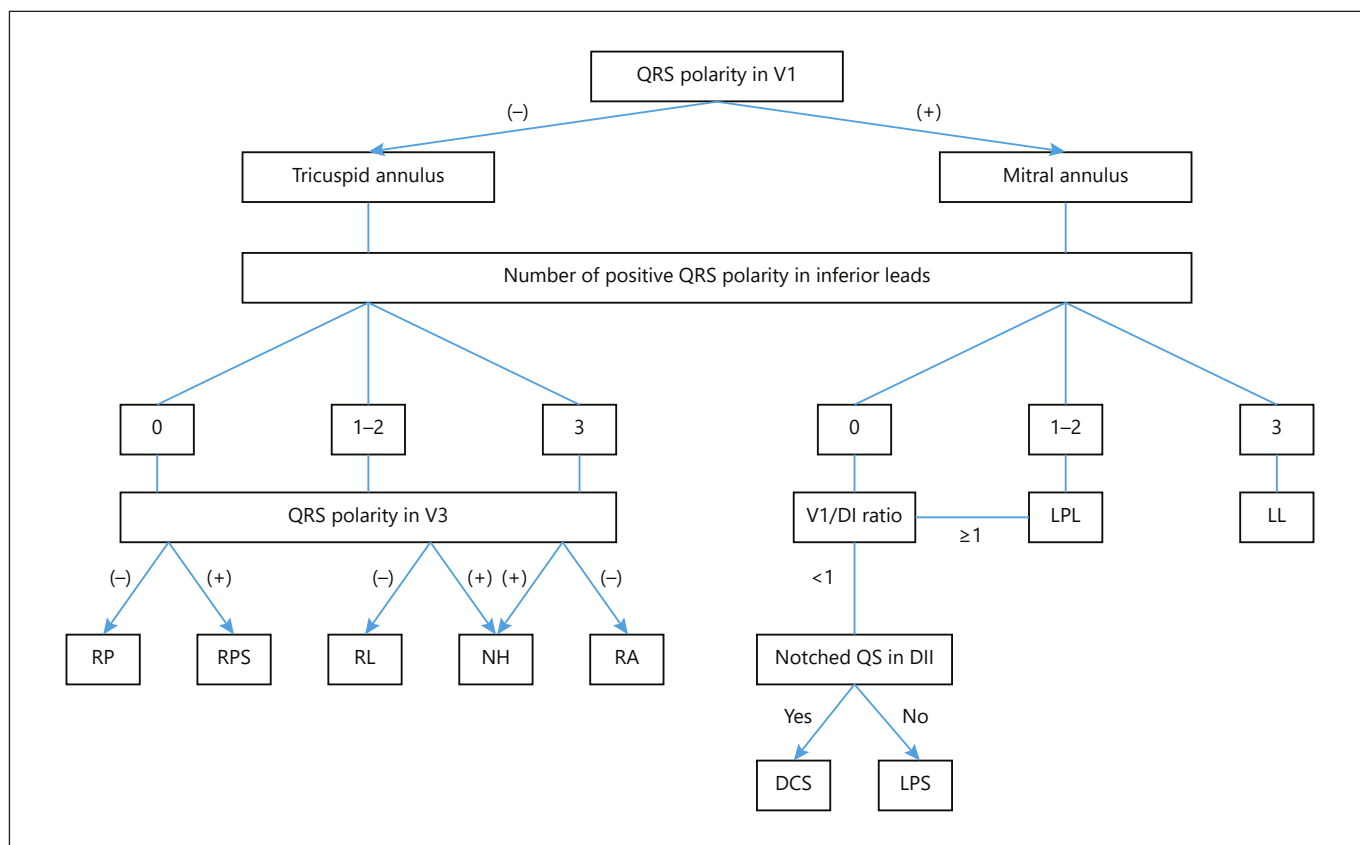 QRS polarity in V1
(–)
(+)
Tricuspid annulus
Mitral annulus
Number of positive QRS polarity in inferior leads
0
1–2
3
0
1–2
3
QRS polarity in V3
V1/DI ratio
≥1
LPL
LL
(–)
(+)
(–)
(+)
(+)
(–)
<1
RP
RPS
RL
NH
RA
Notched QS in DII
Yes
No
DCS
LPS